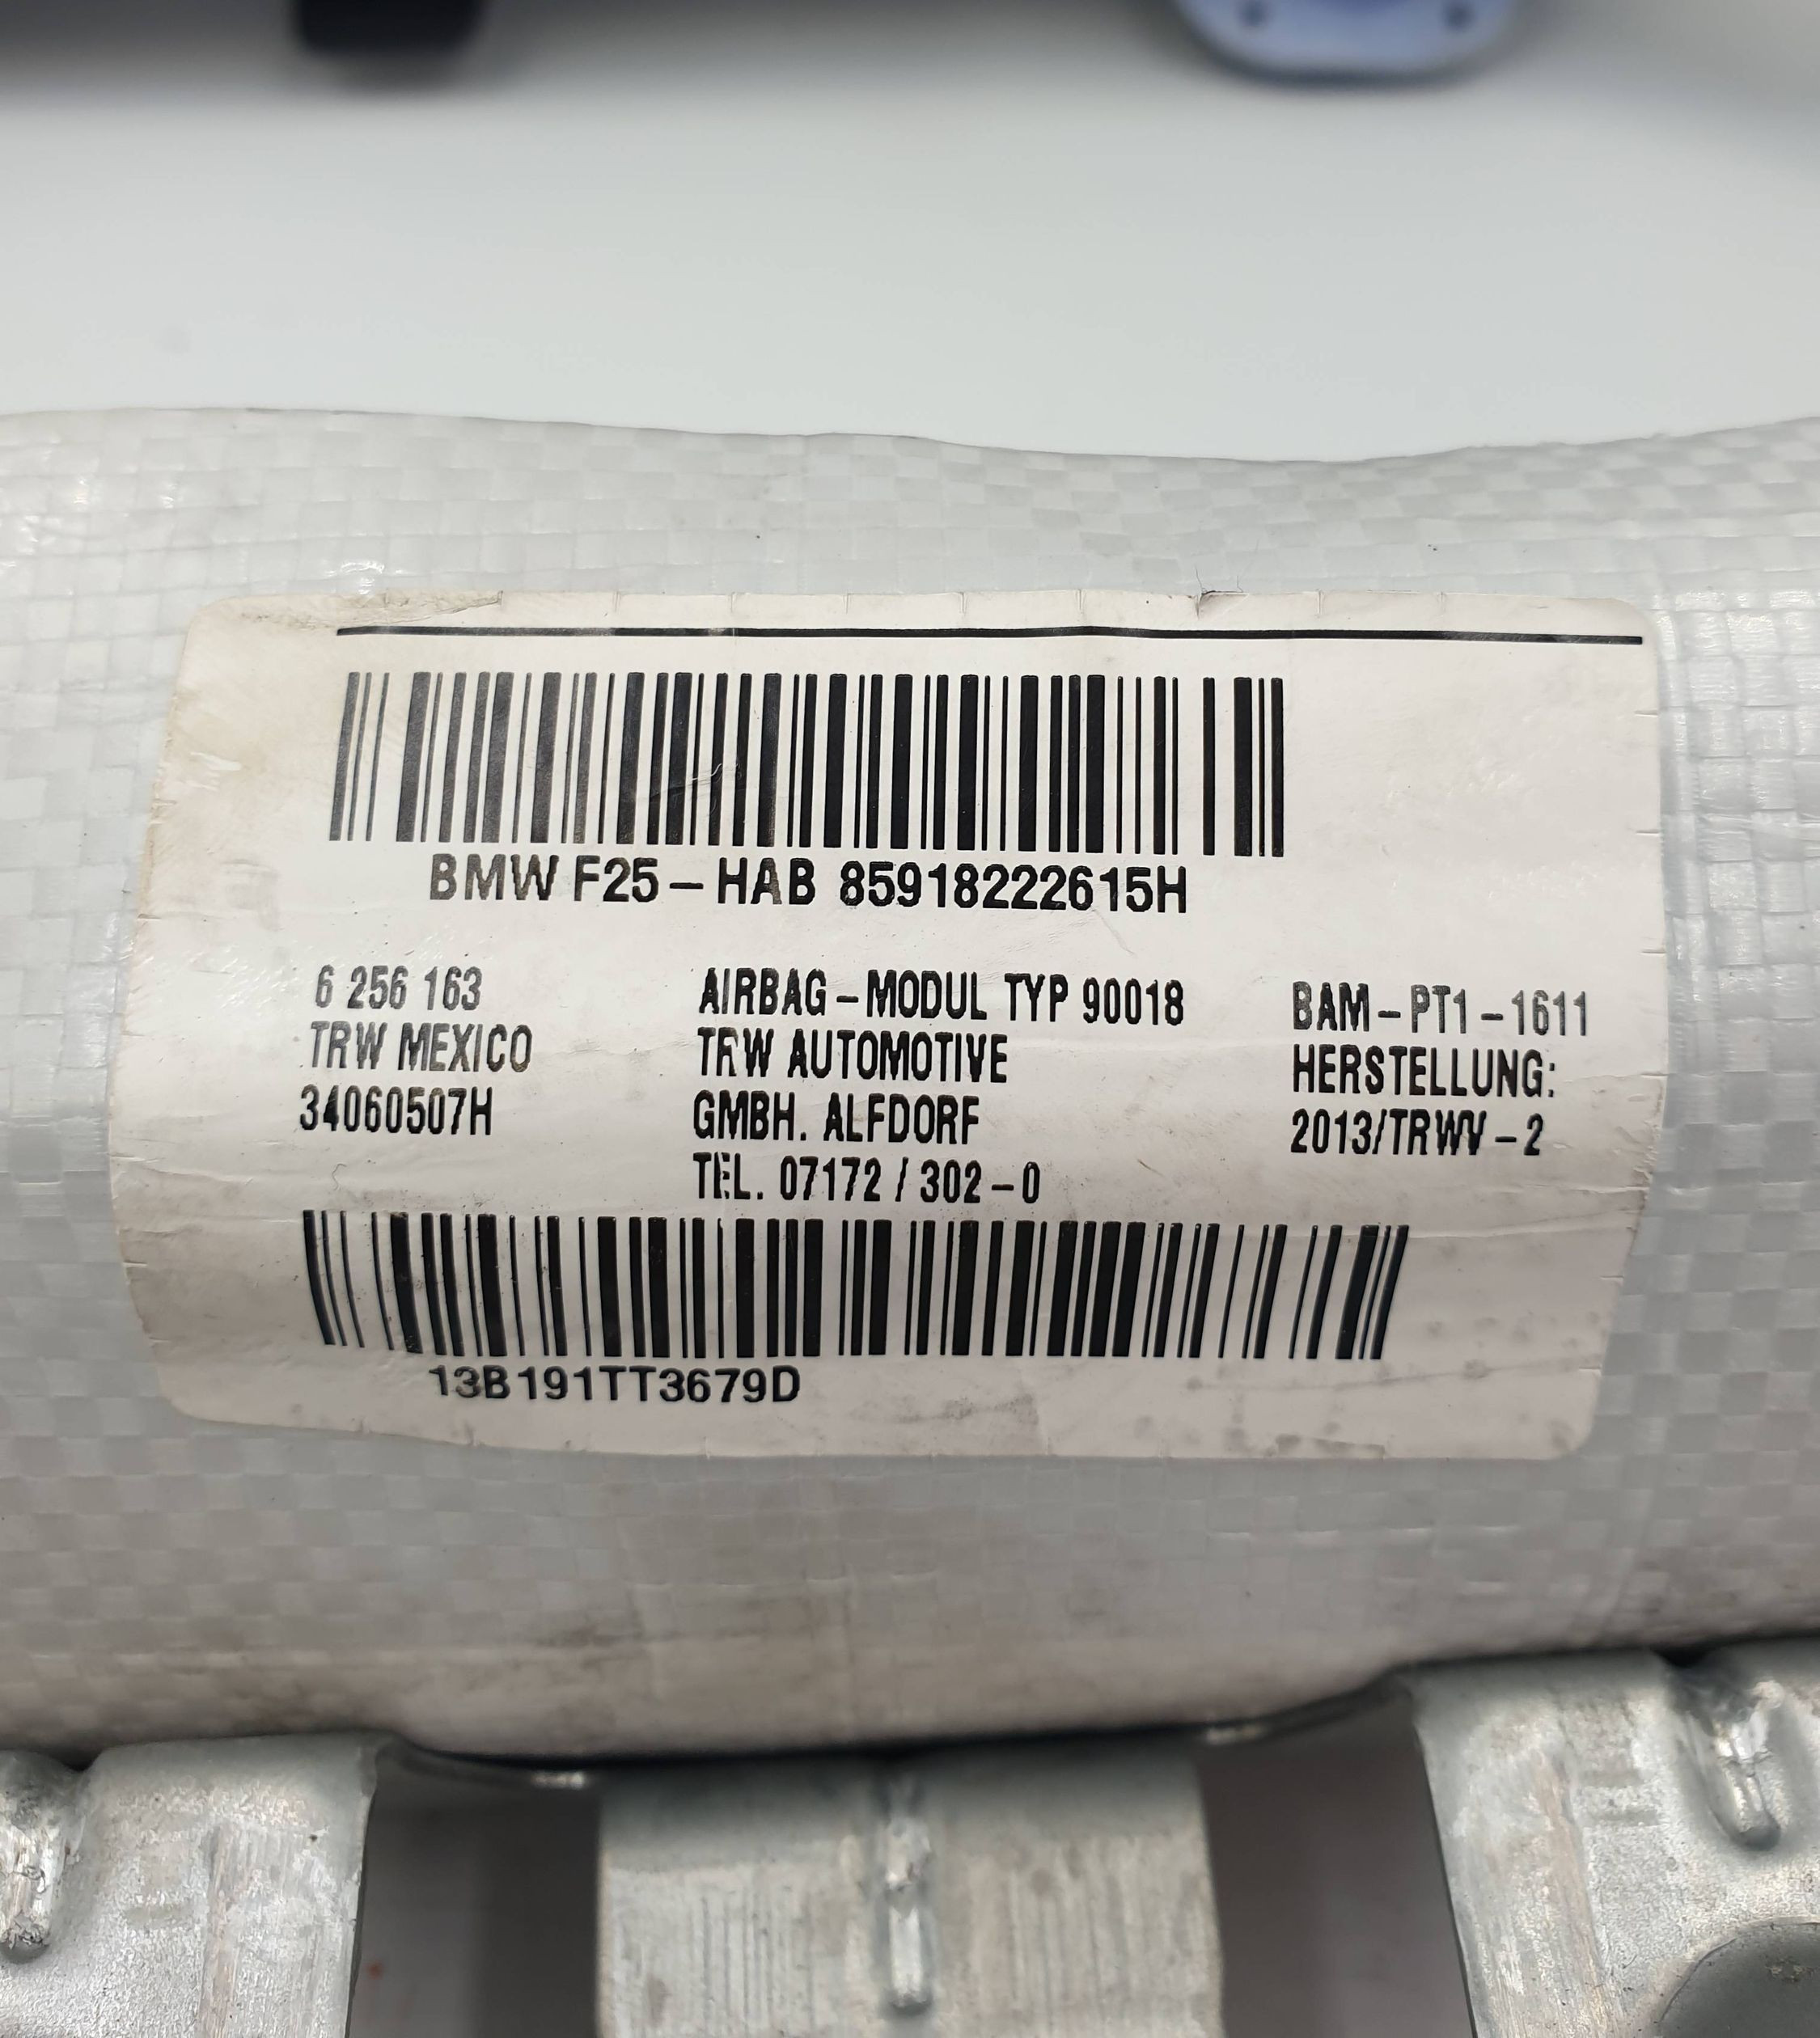 BMW F25-HAB 85918222615H
6 256 163
TRW MEXICO
34060507H
AIRBAG-MODUL TYP 90018
TRW AUTOMOTIVE
GMBH. ALFDORF
TEL. 07172 / 302-0
BAM-PT1-1611
HERSTELLUNG:
2013/TRWV-2
13B191TT3679D